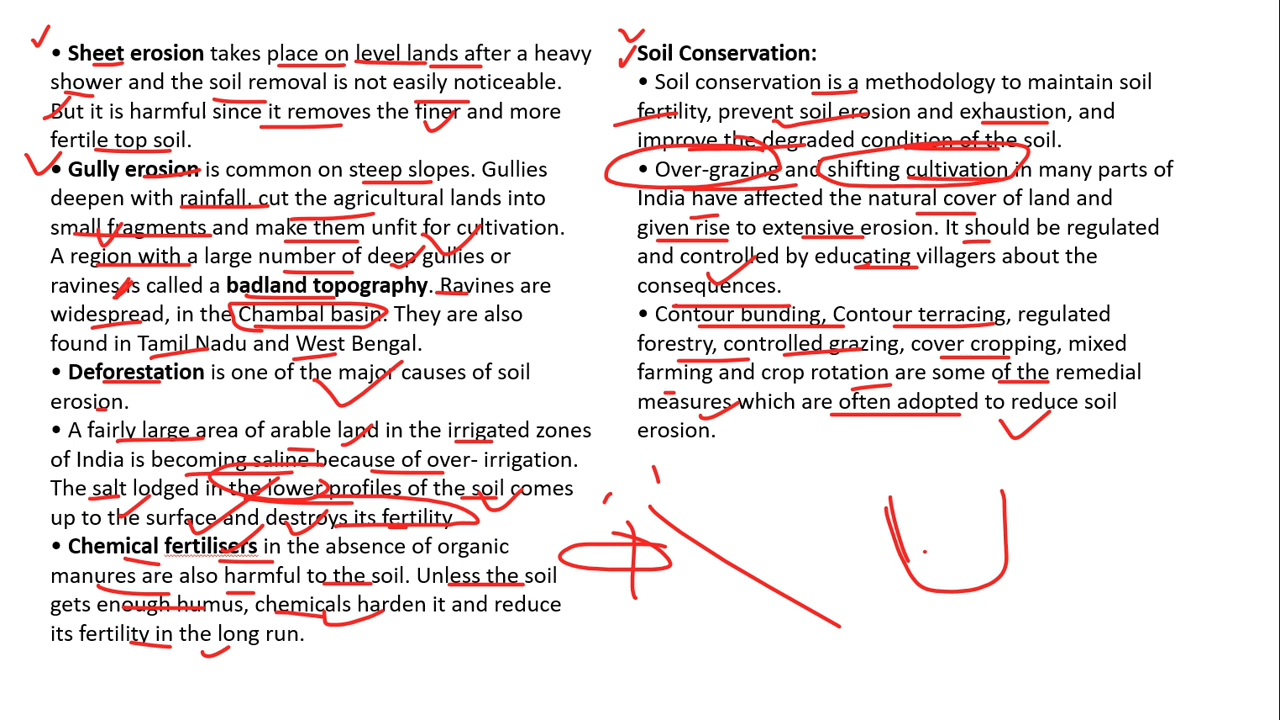 • Sheet erosion takes place on level lands after a heavy
shower and the soil removal is not easily noticeable.
But it is harmful since it removes the finer and more
fertile top soil.
• Gully erosion is common on steep slopes. Gullies
deepen with rainfall, cut the agricultural lands into
small fragments and make them unfit for cultivation.
A region with a large number of deep gullies or
ravines is called a badland topography. Ravines are
widespread, in the Chambal basin. They are also
found in Tamil Nadu and West Bengal.
• Deforestation is one of the major causes of soil
erosion.
• A fairly large area of arable land in the irrigated zones
of India is becoming saline because of over- irrigation.
The salt lodged in the lower profiles of the soil comes
up to the surface and destroys its fertility.
• Chemical fertilisers in the absence of organic
manures are also harmful to the soil. Unless the soil
gets enough humus, chemicals harden it and reduce
its fertility in the long run.
Soil Conservation:
• Soil conservation is a methodology to maintain soil
fertility, prevent soil erosion and exhaustion, and
improve the degraded condition of the soil.
• Over-grazing and shifting cultivation in many parts of
India have affected the natural cover of land and
given rise to extensive erosion. It should be regulated
and controlled by educating villagers about the
consequences.
• Contour bunding, Contour terracing, regulated
forestry, controlled grazing, cover cropping, mixed
farming and crop rotation are some of the remedial
measures which are often adopted to reduce soil
erosion.